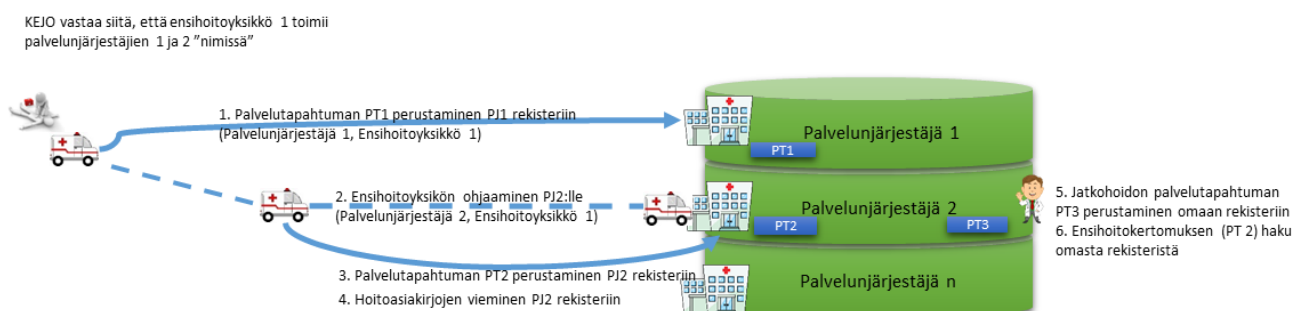 KEJO vastaa siitä, että ensihoitoyksikkö 1 toimii
palvelunjärjestäjien 1 ja 2 ”nimissä”
1. Palvelutapahtuman PT1 perustaminen PJ1 rekisteriin
(Palvelunjärjestäjä 1, Ensihoitoyksikkö 1)
Palvelunjärjestäjä 1
PT1
2. Ensihoitoyksikön ohjaaminen PJ2:lle
(Palvelunjärjestäjä 2, Ensihoitoyksikkö 1)
Palvelunjärjestäjä 2
PT2
PT3
5. Jatkohoidon palvelutapahtuman
PT3 perustaminen omaan rekisteriin
6. Ensihoitokertomuksen (PT 2) haku
omasta rekisteristä
3. Palvelutapahtuman PT2 perustaminen PJ2 rekisteriin
4. Hoitoasiakirjojen vieminen PJ2 rekisteriin
Palvelunjärjestäjä n